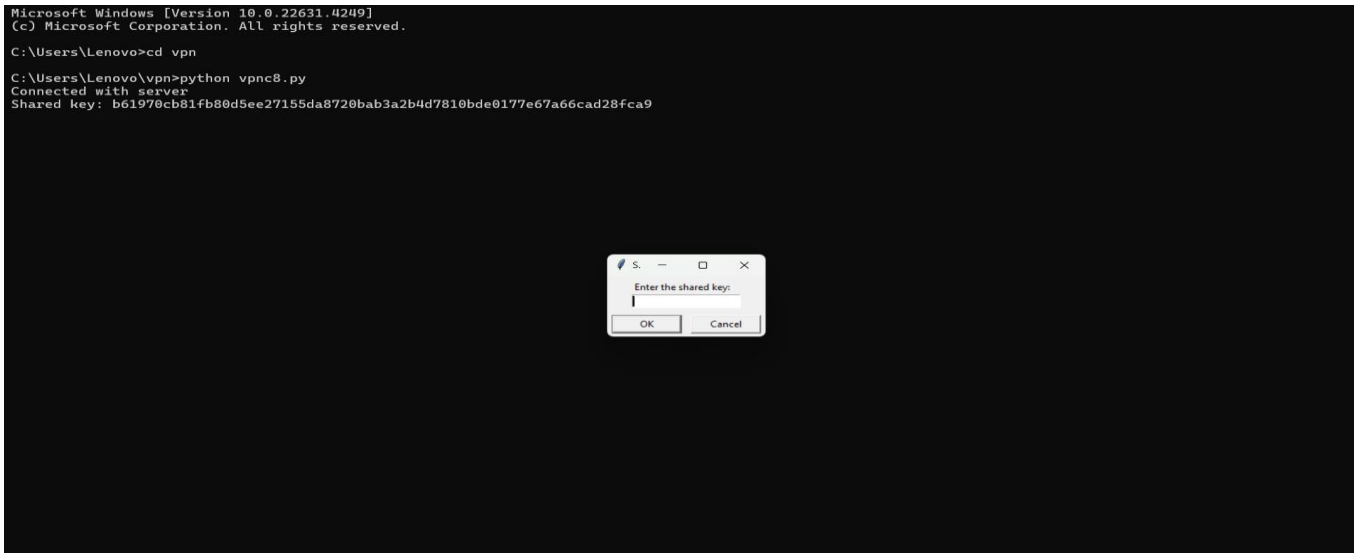 Microsoft Windows [Version 10.0.22631.4249]
(c) Microsoft Corporation. All rights reserved.
C:\Users\Lenovo>cd vpn
C:\Users\Lenovo\vpn>python vpnc8.py
Connected with server
Shared key: b61970cb81fb80d5ee27155da8720bab3a2b4d7810bde0177e67a66cad28fca9
S.
Enter the shared key:
OK Cancel